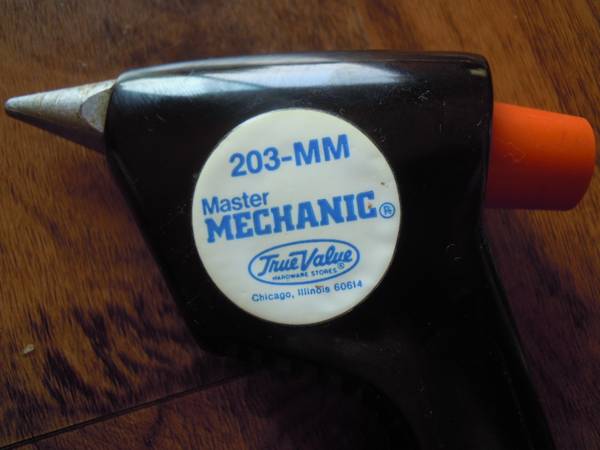 203-MM
Master
MECHANIC®
True Value®
HARDWARE STORES
Chicago, Illinois 60614